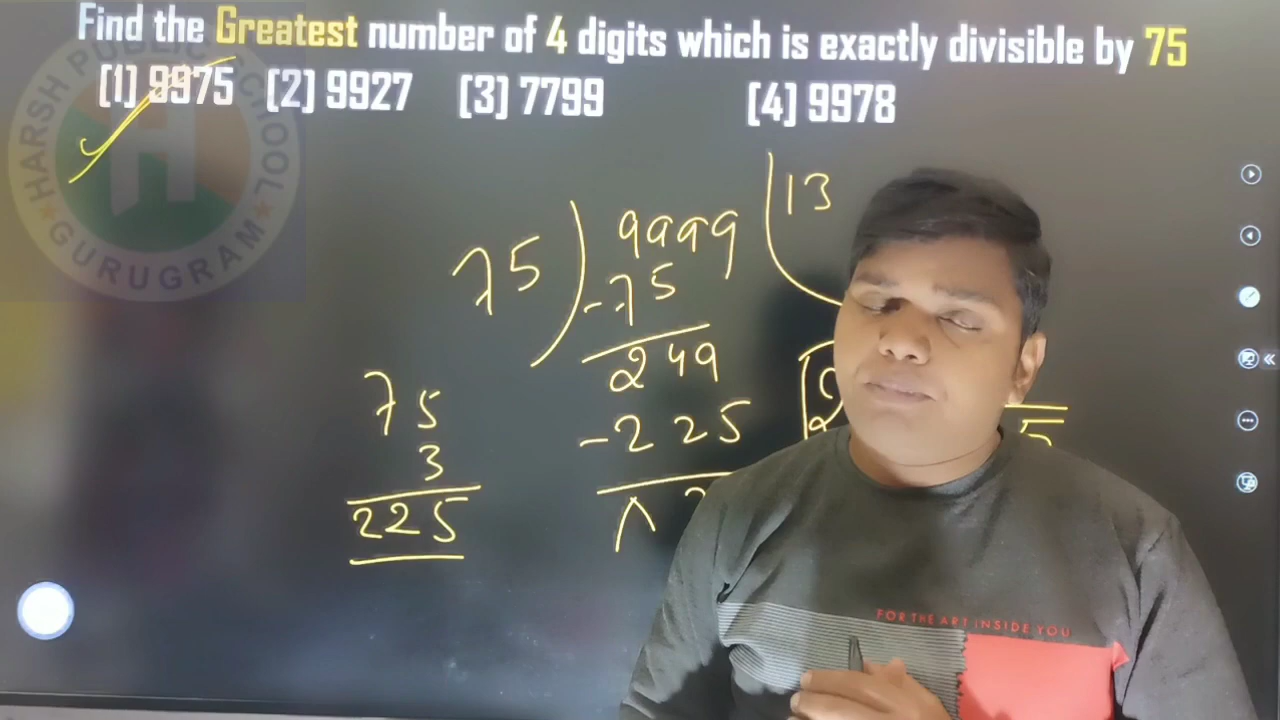 Find the Greatest number of 4 digits which is exactly divisible by 75
(1) 9975 (2) 9927 (3) 7799 (4) 9978
HARSH PUBLIC SCHOOL
H
GURUGRAM
75 ) 9999 ( 13
-75
249
-225
75
3
225
FOR THE ART INSIDE YOU